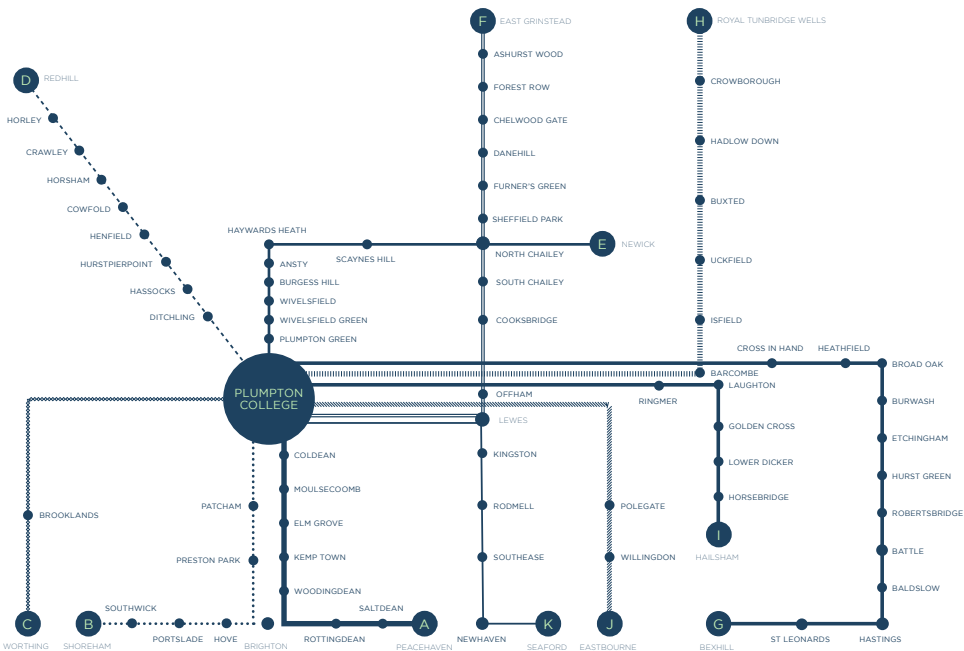 F
EAST GRINSTEAD
H
ROYAL TUNBRIDGE WELLS
ASHURST WOOD
D
REDHILL
CROWBOROUGH
FOREST ROW
HORLEY
CHELWOOD GATE
HADLOW DOWN
CRAWLEY
DANEHILL
HORSHAM
FURNER'S GREEN
BUXTED
COWFOLD
SHEFFIELD PARK
HAYWARDS HEATH
HENFIELD
E
NEWICK
NORTH CHAILEY
SCAYNES HILL
UCKFIELD
HURSTPIERPOINT
ANSTY
BURGESS HILL
SOUTH CHAILEY
HASSOCKS
WIVELSFIELD
DITCHLING
WIVELSFIELD GREEN
COOKSBRIDGE
ISFIELD
PLUMPTON GREEN
CROSS IN HAND
HEATHFIELD
BROAD OAK
BARCOMBE
LAUGHTON
PLUMPTON
COLLEGE
OFFHAM
RINGMER
BURWASH
LEWES
GOLDEN CROSS
ETCHINGHAM
COLDEAN
KINGSTON
LOWER DICKER
HURST GREEN
MOULSECOOMB
HORSEBRIDGE
PATCHAM
RODMELL
POLEGATE
ROBERTSBRIDGE
BROOKLANDS
ELM GROVE
I
HAILSHAM
BATTLE
PRESTON PARK
KEMP TOWN
SOUTHEASE
WILLINGDON
WOODINGDEAN
BALDSLOW
SOUTHWICK
SALTDEAN
C
B
A
K
J
G
WORTHING
SHOREHAM
PORTSLADE
HOVE
BRIGHTON
ROTTINGDEAN
PEACEHAVEN
NEWHAVEN
SEAFORD
EASTBOURNE
BEXHILL
ST LEONARDS
HASTINGS